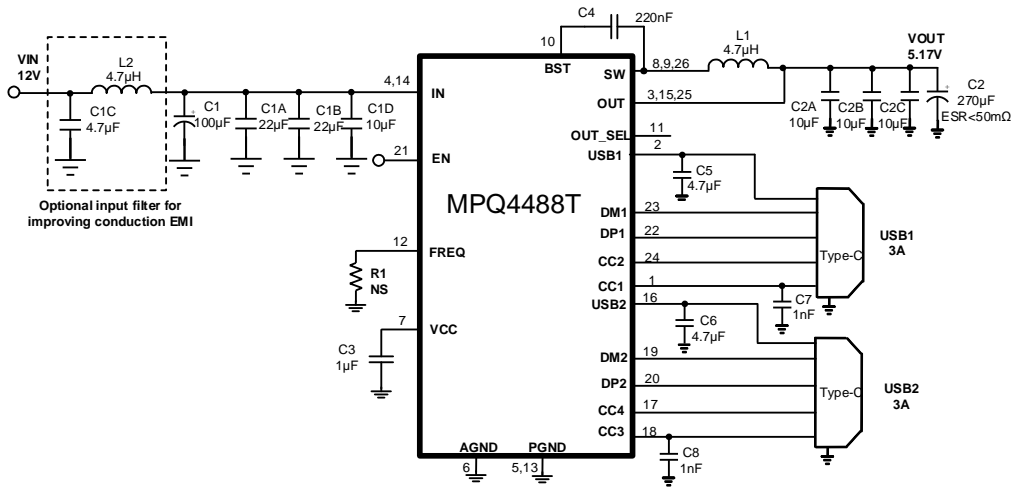 C4
220nF
10
BST
VIN
12V
L2
4.7µH
C1C
4.7µF
C1
100µF
C1A
22µF
C1B
22µF
C1D
10µF
4,14
IN
21
EN
Optional input filter for
improving conduction EMI
12
FREQ
R1
NS
7
VCC
C3
1µF
MPQ4488T
AGND
6
PGND
5,13
SW
8,9,26
L1
4.7µH
VOUT
5.17V
OUT
3,15,25
C2A
10µF
C2B
10µF
C2C
10µF
C2
270µF
ESR<50mΩ
OUT_SEL
11
USB1
2
C5
4.7µF
DM1
23
DP1
22
CC2
24
CC1
1
C7
1nF
Type-C
USB1
3A
USB2
16
C6
4.7µF
DM2
19
DP2
20
CC4
17
CC3
18
C8
1nF
Type-C
USB2
3A